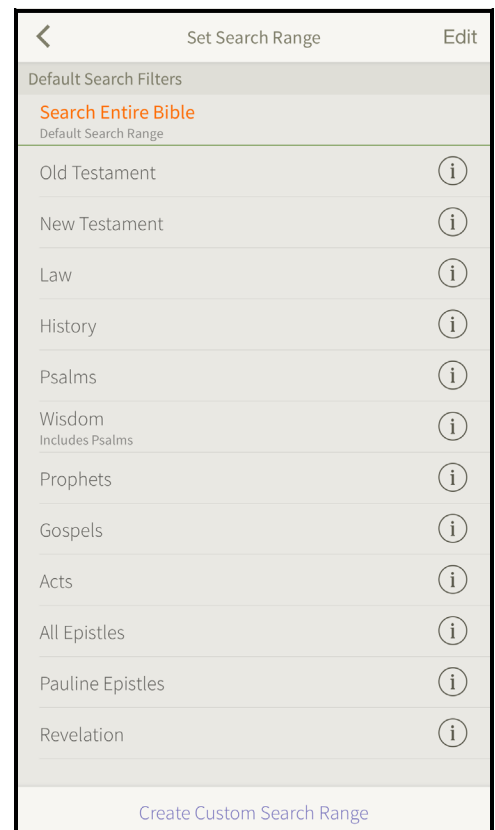 Set Search Range
Edit
Default Search Filters
Search Entire Bible
Default Search Range
Old Testament
New Testament
Law
History
Psalms
Wisdom
Includes Psalms
Prophets
Gospels
Acts
All Epistles
Pauline Epistles
Revelation
Create Custom Search Range